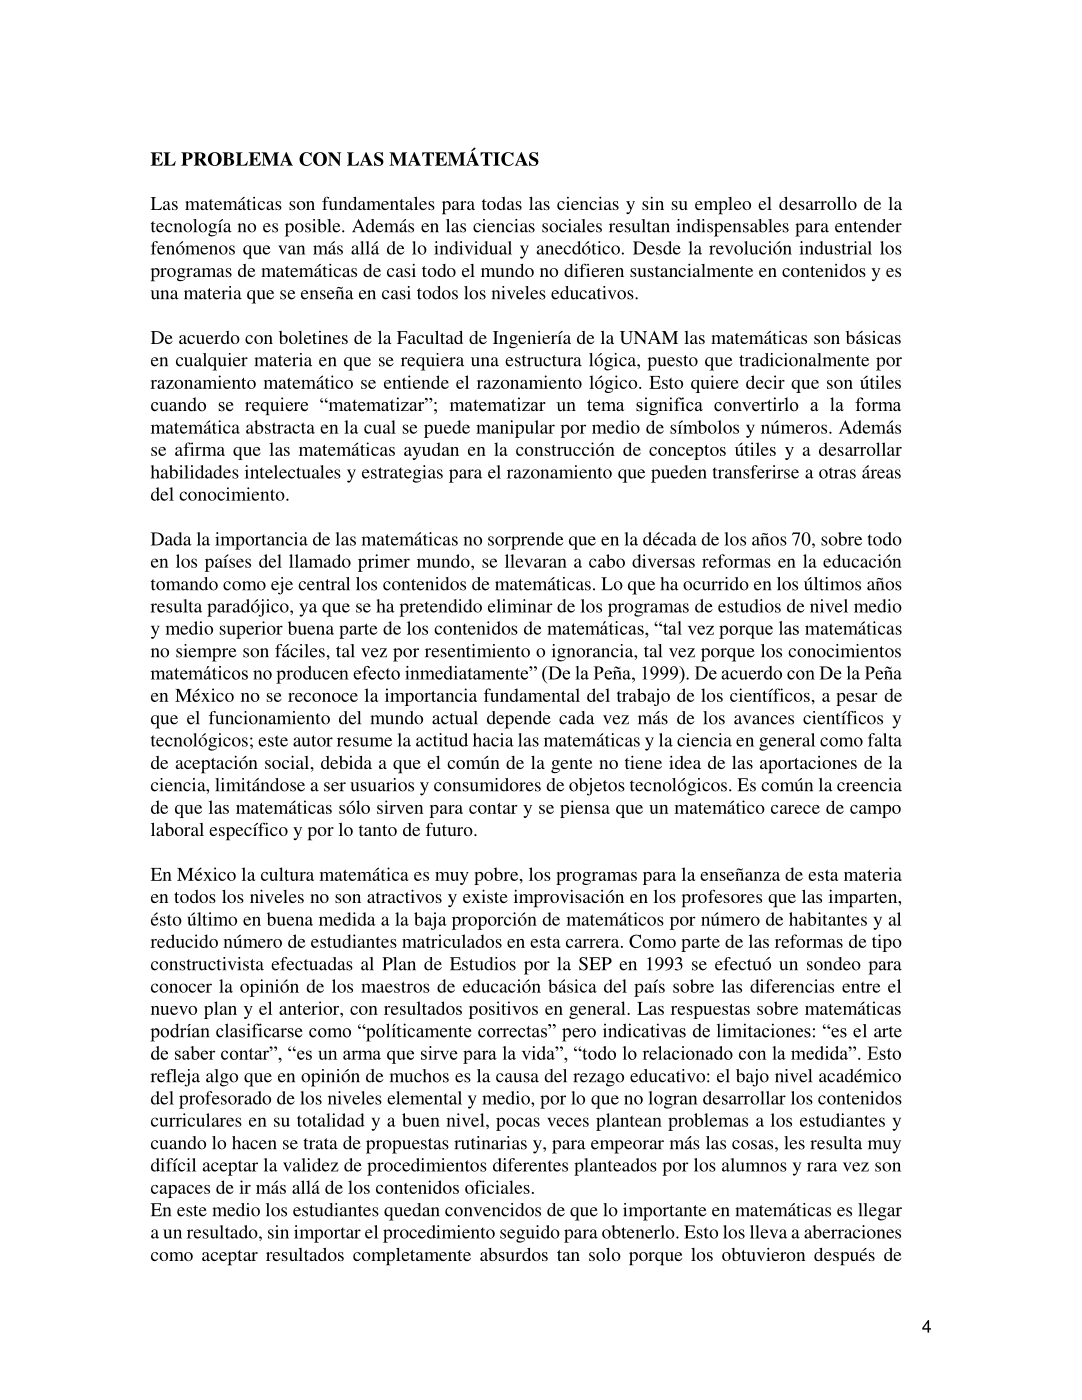 EL PROBLEMA CON LAS MATEMÁTICAS
Las matemáticas son fundamentales para todas las ciencias y sin su empleo el desarrollo de la
tecnología no es posible. Además en las ciencias sociales resultan indispensables para entender
fenómenos que van más allá de lo individual y anecdótico. Desde la revolución industrial los
programas de matemáticas de casi todo el mundo no difieren sustancialmente en contenidos y es
una materia que se enseña en casi todos los niveles educativos.
De acuerdo con boletines de la Facultad de Ingeniería de la UNAM las matemáticas son básicas
en cualquier materia en que se requiera una estructura lógica, puesto que tradicionalmente por
razonamiento matemático se entiende el razonamiento lógico. Esto quiere decir que son útiles
cuando se requiere “matematizar”; matematizar un tema significa convertirlo a la forma
matemática abstracta en la cual se puede manipular por medio de símbolos y números. Además
se afirma que las matemáticas ayudan en la construcción de conceptos útiles y a desarrollar
habilidades intelectuales y estrategias para el razonamiento que pueden transferirse a otras áreas
del conocimiento.
Dada la importancia de las matemáticas no sorprende que en la década de los años 70, sobre todo
en los países del llamado primer mundo, se llevaran a cabo diversas reformas en la educación
tomando como eje central los contenidos de matemáticas. Lo que ha ocurrido en los últimos años
resulta paradójico, ya que se ha pretendido eliminar de los programas de estudios de nivel medio
y medio superior buena parte de los contenidos de matemáticas, “tal vez porque las matemáticas
no siempre son fáciles, tal vez por resentimiento o ignorancia, tal vez porque los conocimientos
matemáticos no producen efecto inmediatamente” (De la Peña, 1999). De acuerdo con De la Peña
en México no se reconoce la importancia fundamental del trabajo de los científicos, a pesar de
que el funcionamiento del mundo actual depende cada vez más de los avances científicos y
tecnológicos; este autor resume la actitud hacia las matemáticas y la ciencia en general como falta
de aceptación social, debida a que el común de la gente no tiene idea de las aportaciones de la
ciencia, limitándose a ser usuarios y consumidores de objetos tecnológicos. Es común la creencia
de que las matemáticas sólo sirven para contar y se piensa que un matemático carece de campo
laboral específico y por lo tanto de futuro.
En México la cultura matemática es muy pobre, los programas para la enseñanza de esta materia
en todos los niveles no son atractivos y existe improvisación en los profesores que las imparten,
ésto último en buena medida a la baja proporción de matemáticos por número de habitantes y al
reducido número de estudiantes matriculados en esta carrera. Como parte de las reformas de tipo
constructivista efectuadas al Plan de Estudios por la SEP en 1993 se efectuó un sondeo para
conocer la opinión de los maestros de educación básica del país sobre las diferencias entre el
nuevo plan y el anterior, con resultados positivos en general. Las respuestas sobre matemáticas
podrían clasificarse como “políticamente correctas” pero indicativas de limitaciones: “es el arte
de saber contar”, “es un arma que sirve para la vida”, “todo lo relacionado con la medida”. Esto
refleja algo que en opinión de muchos es la causa del rezago educativo: el bajo nivel académico
del profesorado de los niveles elemental y medio, por lo que no logran desarrollar los contenidos
curriculares en su totalidad y a buen nivel, pocas veces plantean problemas a los estudiantes y
cuando lo hacen se trata de propuestas rutinarias y, para empeorar más las cosas, les resulta muy
difícil aceptar la validez de procedimientos diferentes planteados por los alumnos y rara vez son
capaces de ir más allá de los contenidos oficiales.
En este medio los estudiantes quedan convencidos de que lo importante en matemáticas es llegar
a un resultado, sin importar el procedimiento seguido para obtenerlo. Esto los lleva a aberraciones
como aceptar resultados completamente absurdos tan solo porque los obtuvieron después de
4